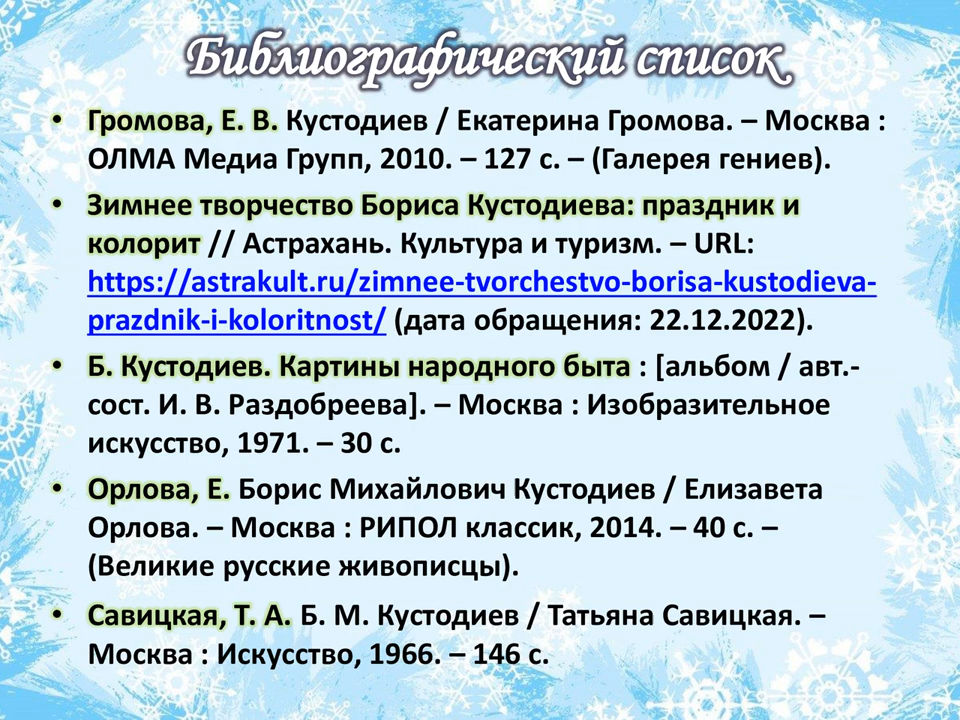 Библиографический список
• Громова, Е. В. Кустодиев / Екатерина Громова. – Москва :
ОЛМА Медиа Групп, 2010. – 127 с. – (Галерея гениев).
• Зимнее творчество Бориса Кустодиева: праздник и
колорит // Астрахань. Культура и туризм. – URL:
https://astrakult.ru/zimnee-tvorchestvo-borisa-kustodieva-
prazdnik-i-koloritnost/ (дата обращения: 22.12.2022).
• Б. Кустодиев. Картины народного быта : [альбом / авт.-
сост. И. В. Раздобреева]. – Москва : Изобразительное
искусство, 1971. – 30 с.
• Орлова, Е. Борис Михайлович Кустодиев / Елизавета
Орлова. – Москва : РИПОЛ классик, 2014. – 40 с. –
(Великие русские живописцы).
• Савицкая, Т. А. Б. М. Кустодиев / Татьяна Савицкая. –
Москва : Искусство, 1966. – 146 с.